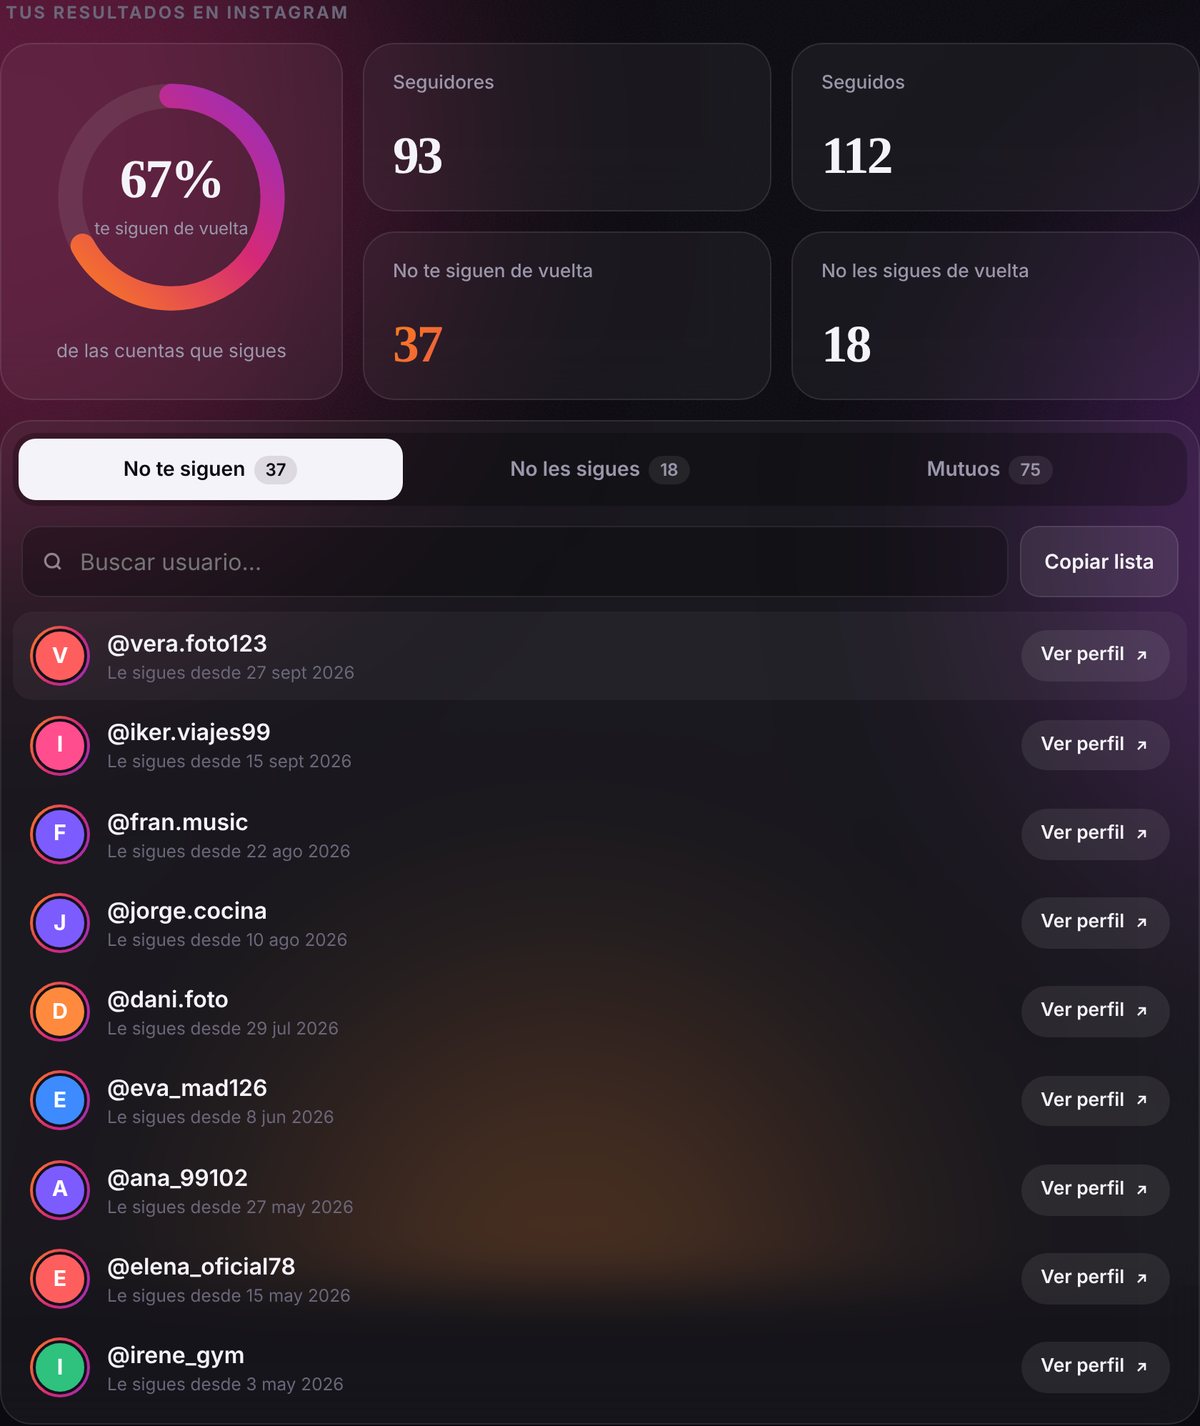 TUS RESULTADOS EN INSTAGRAM
67%
te siguen de vuelta
de las cuentas que sigues
Seguidores
93
Seguidos
112
No te siguen de vuelta
37
No les sigues de vuelta
18
No te siguen 37
No les sigues 18
Mutuos 75
Buscar usuario...
Copiar lista
V
@vera.foto123
Le sigues desde 27 sept 2026
Ver perfil ↗
I
@iker.viajes99
Le sigues desde 15 sept 2026
Ver perfil ↗
F
@fran.music
Le sigues desde 22 ago 2026
Ver perfil ↗
J
@jorge.cocina
Le sigues desde 10 ago 2026
Ver perfil ↗
D
@dani.foto
Le sigues desde 29 jul 2026
Ver perfil ↗
E
@eva_mad126
Le sigues desde 8 jun 2026
Ver perfil ↗
A
@ana_99102
Le sigues desde 27 may 2026
Ver perfil ↗
E
@elena_oficial78
Le sigues desde 15 may 2026
Ver perfil ↗
I
@irene_gym
Le sigues desde 3 may 2026
Ver perfil ↗